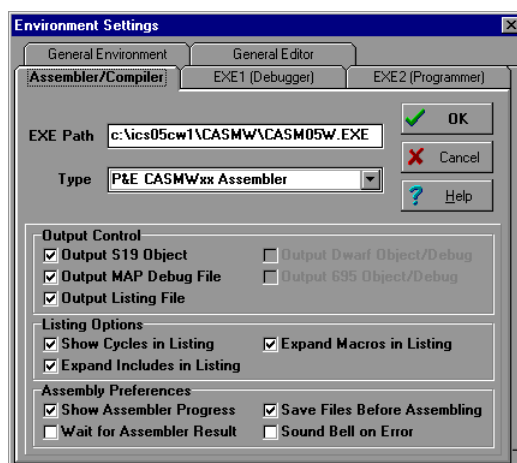 Environment Settings
General Environment
General Editor
Assembler/Compiler
EXE1 (Debugger)
EXE2 (Programmer)
EXE Path
c:\ics05cw1\CASMW\CASM05W.EXE
OK
Type
P&E CASMWxx Assembler
Cancel
Help
Output Control
Output S19 Object
Output Dwarf Object/Debug
Output MAP Debug File
Output 695 Object/Debug
Output Listing File
Listing Options
Show Cycles in Listing
Expand Macros in Listing
Expand Includes in Listing
Assembly Preferences
Show Assembler Progress
Save Files Before Assembling
Wait for Assembler Result
Sound Bell on Error